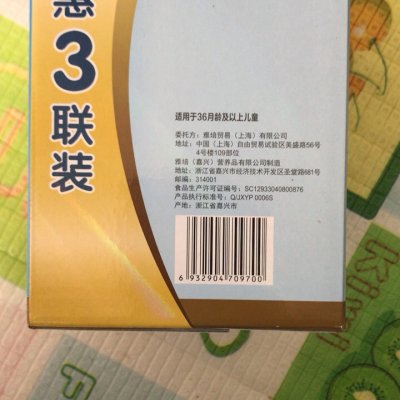 惠3联装
适用于36月龄及以上儿童
委托方：雅培贸易（上海）有限公司
地址：中国（上海）自由贸易试验区美盛路56号
4号楼109部位
雅培（嘉兴）营养品有限公司制造
地址：浙江省嘉兴市经济技术开发区圣堂路681号
邮编：314001
食品生产许可证编号：SC12933040800876
产品执行标准号：Q/JXYP 0006S
产地：浙江省嘉兴市
6 932904 709700
Kiwi
F